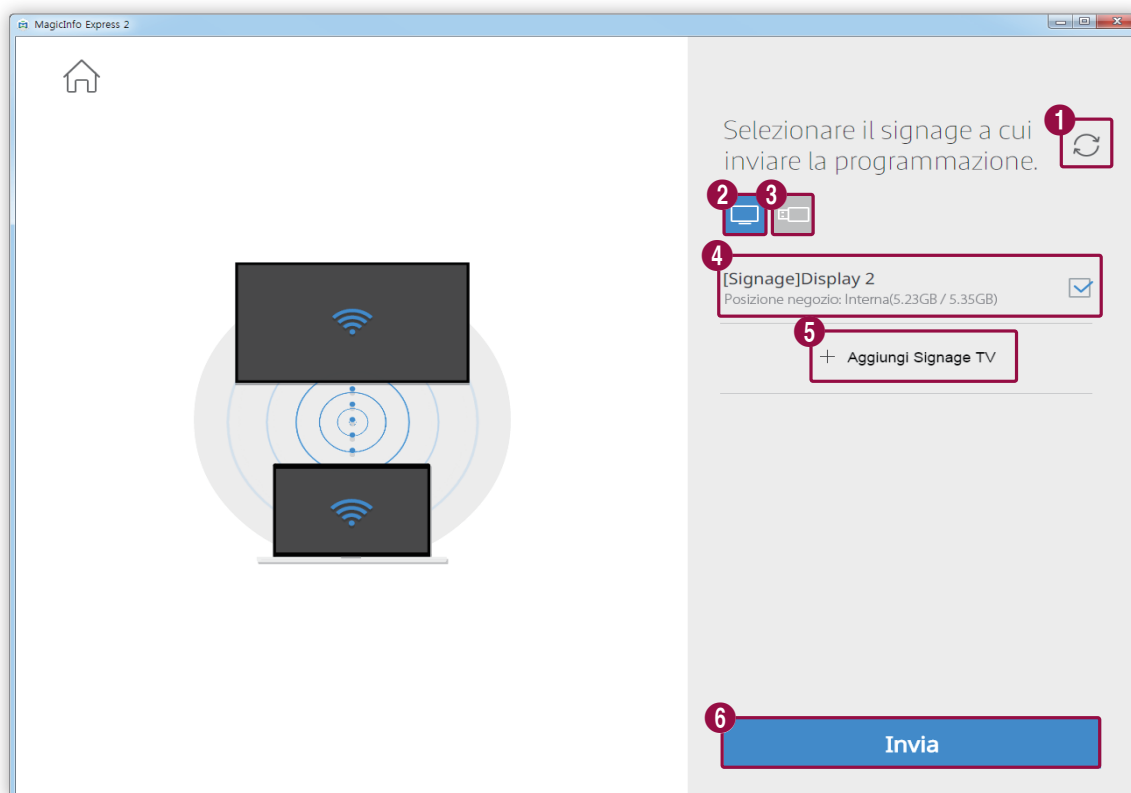 MagicInfo Express 2
Selezionare il signage a cui
inviare la programmazione.
1
2
3
4
[Signage]Display 2
Posizione negozio: Interna(5.23GB / 5.35GB)
5
+ Aggiungi Signage TV
6
Invia